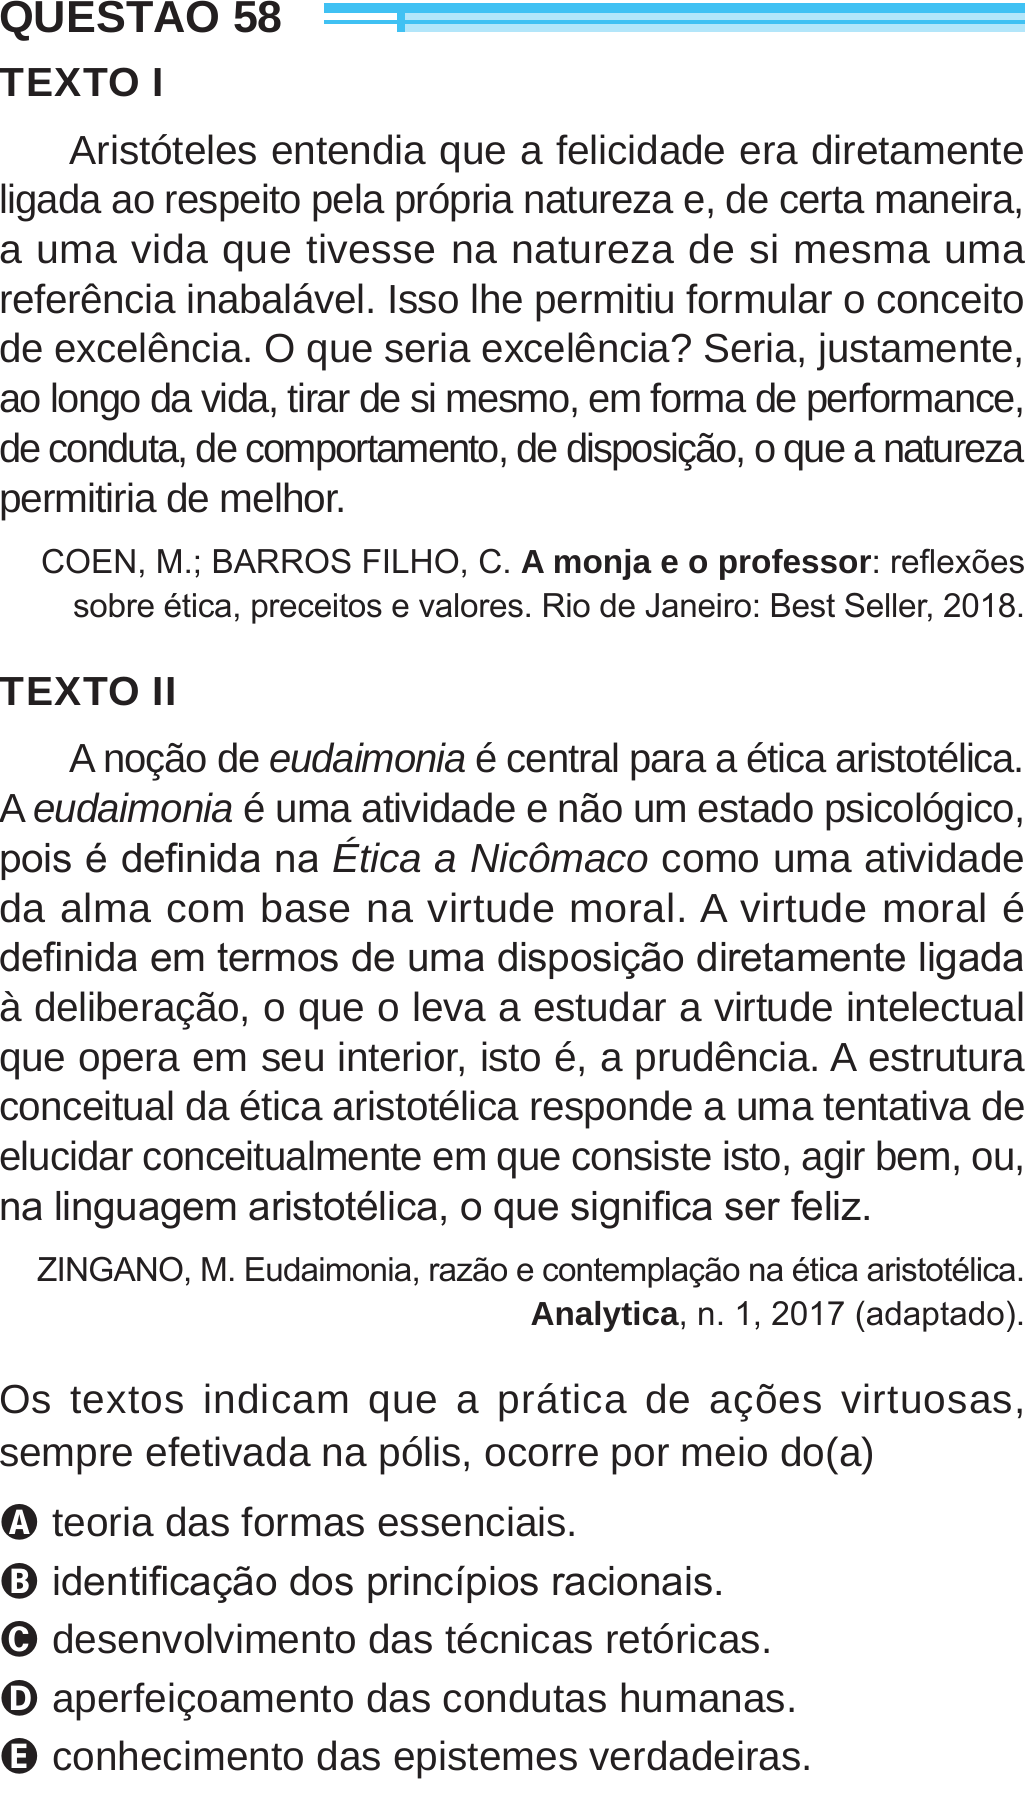 QUESTÃO 58
TEXTO I
Aristóteles entendia que a felicidade era diretamente
ligada ao respeito pela própria natureza e, de certa maneira,
a uma vida que tivesse na natureza de si mesma uma
referência inabalável. Isso lhe permitiu formular o conceito
de excelência. O que seria excelência? Seria, justamente,
ao longo da vida, tirar de si mesmo, em forma de performance,
de conduta, de comportamento, de disposição, o que a natureza
permitiria de melhor.
COEN, M.; BARROS FILHO, C. A monja e o professor: reflexões
sobre ética, preceitos e valores. Rio de Janeiro: Best Seller, 2018.
TEXTO II
A noção de eudaimonia é central para a ética aristotélica.
A eudaimonia é uma atividade e não um estado psicológico,
pois é definida na Ética a Nicômaco como uma atividade
da alma com base na virtude moral. A virtude moral é
definida em termos de uma disposição diretamente ligada
à deliberação, o que o leva a estudar a virtude intelectual
que opera em seu interior, isto é, a prudência. A estrutura
conceitual da ética aristotélica responde a uma tentativa de
elucidar conceitualmente em que consiste isto, agir bem, ou,
na linguagem aristotélica, o que significa ser feliz.
ZINGANO, M. Eudaimonia, razão e contemplação na ética aristotélica.
Analytica, n. 1, 2017 (adaptado).
Os textos indicam que a prática de ações virtuosas,
sempre efetivada na pólis, ocorre por meio do(a)
A teoria das formas essenciais.
B identificação dos princípios racionais.
C desenvolvimento das técnicas retóricas.
D aperfeiçoamento das condutas humanas.
E conhecimento das epistemes verdadeiras.